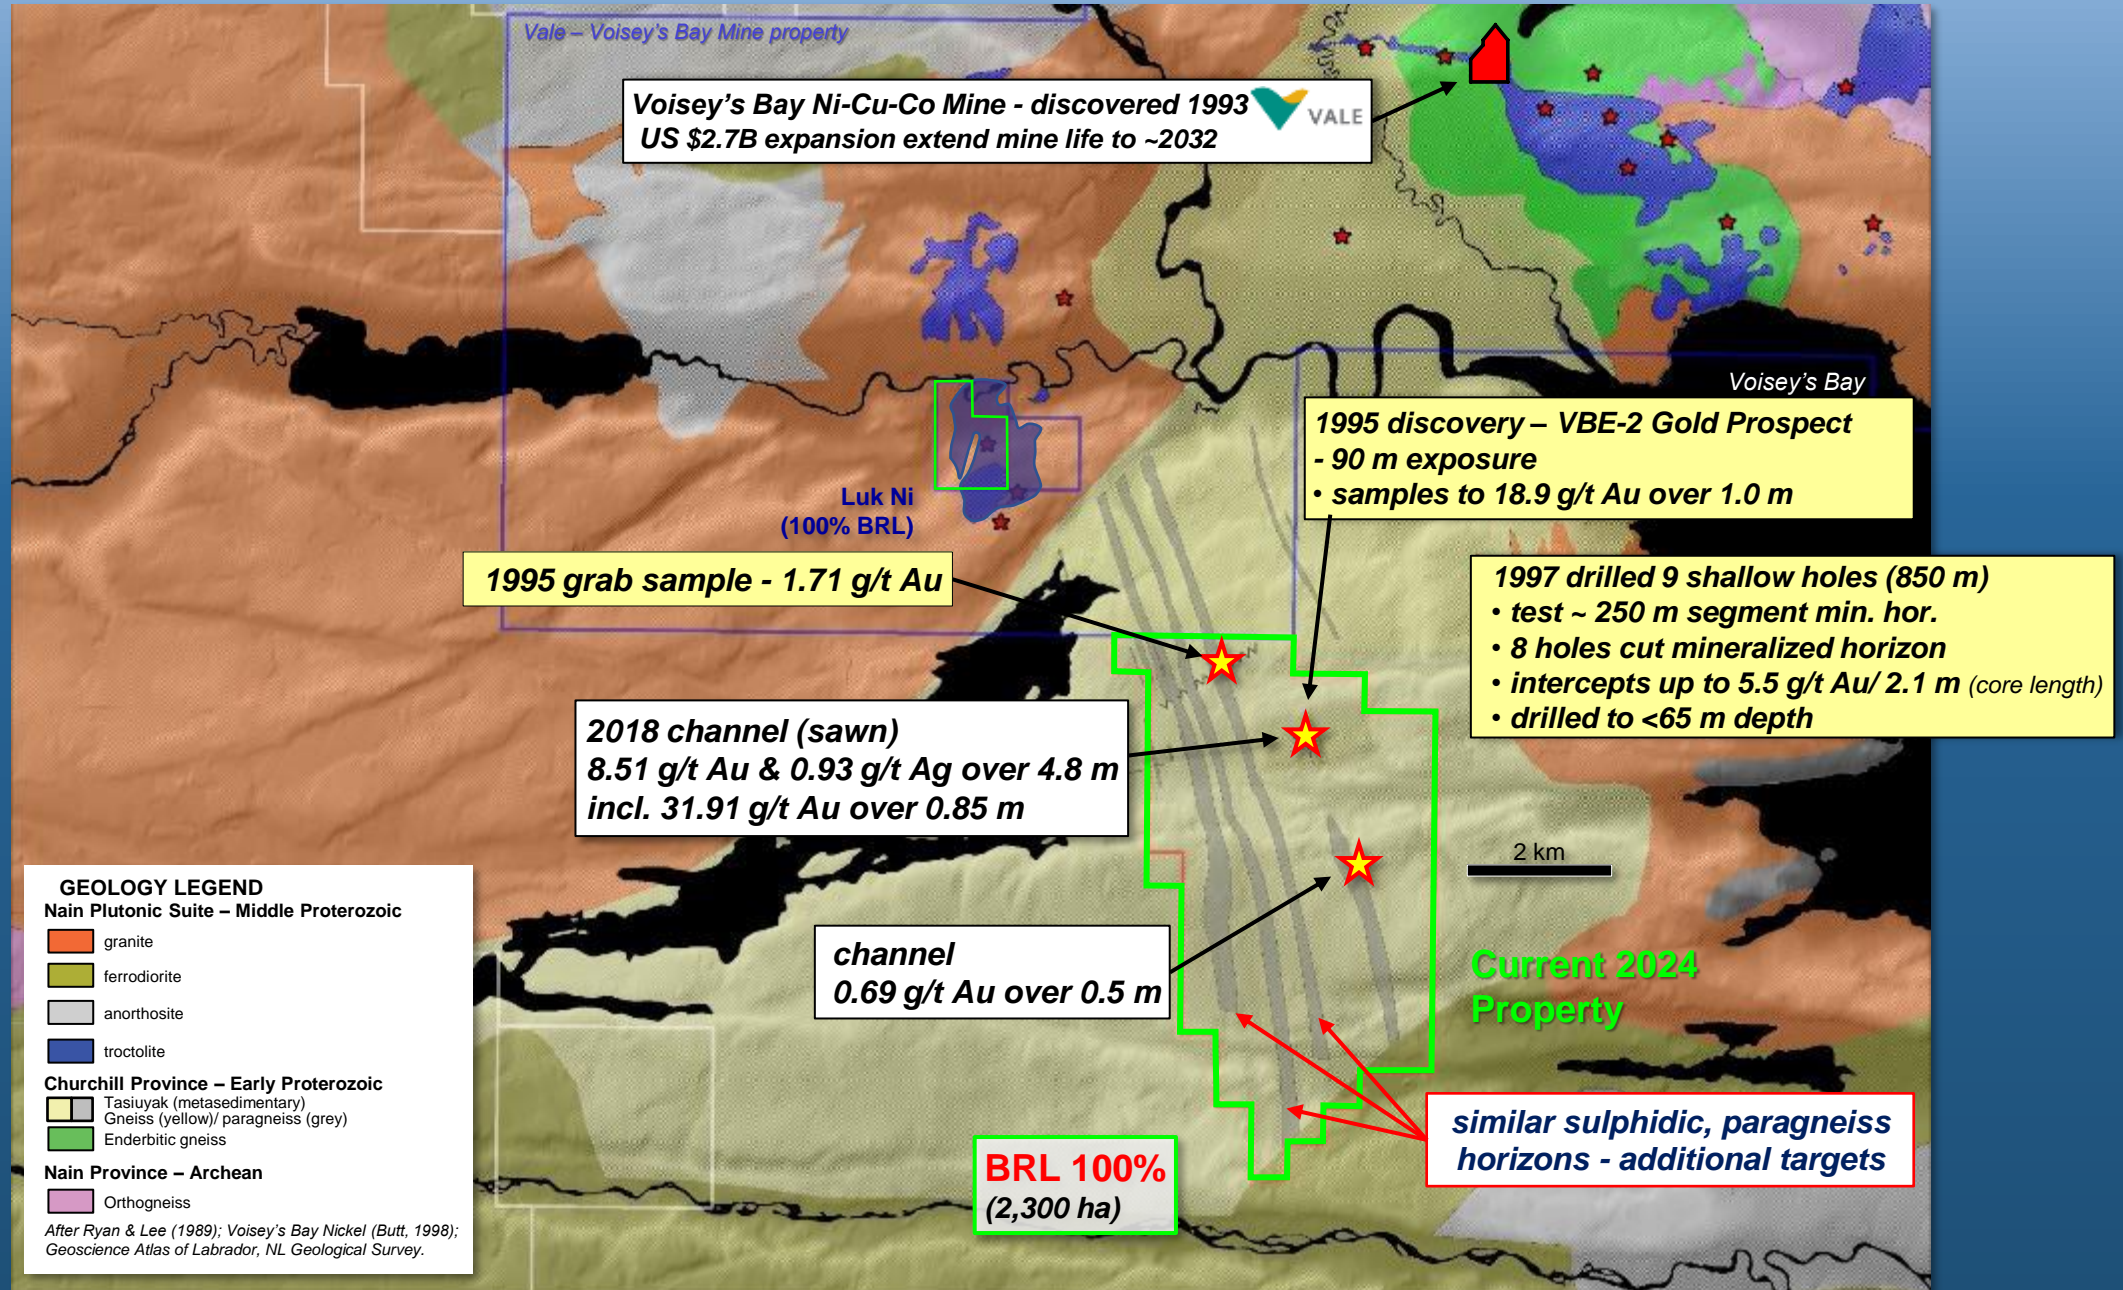 Vale – Voisey's Bay Mine property
Voisey's Bay Ni-Cu-Co Mine - discovered 1993
US $2.7B expansion extend mine life to ~2032
VALE
Voisey's Bay
1995 discovery – VBE-2 Gold Prospect
- 90 m exposure
• samples to 18.9 g/t Au over 1.0 m
Luk Ni
(100% BRL)
1995 grab sample - 1.71 g/t Au
1997 drilled 9 shallow holes (850 m)
• test ~ 250 m segment min. hor.
• 8 holes cut mineralized horizon
• intercepts up to 5.5 g/t Au/ 2.1 m (core length)
• drilled to <65 m depth
2018 channel (sawn)
8.51 g/t Au & 0.93 g/t Ag over 4.8 m
incl. 31.91 g/t Au over 0.85 m
2 km
channel
0.69 g/t Au over 0.5 m
Current 2024
Property
similar sulphidic, paragneiss
horizons - additional targets
BRL 100%
(2,300 ha)
GEOLOGY LEGEND
Nain Plutonic Suite – Middle Proterozoic
granite
ferrodiorite
anorthosite
troctolite
Churchill Province – Early Proterozoic
Tasiuyak (metasedimentary)
Gneiss (yellow)/ paragneiss (grey)
Enderbitic gneiss
Nain Province – Archean
Orthogneiss
After Ryan & Lee (1989); Voisey's Bay Nickel (Butt, 1998);
Geoscience Atlas of Labrador, NL Geological Survey.